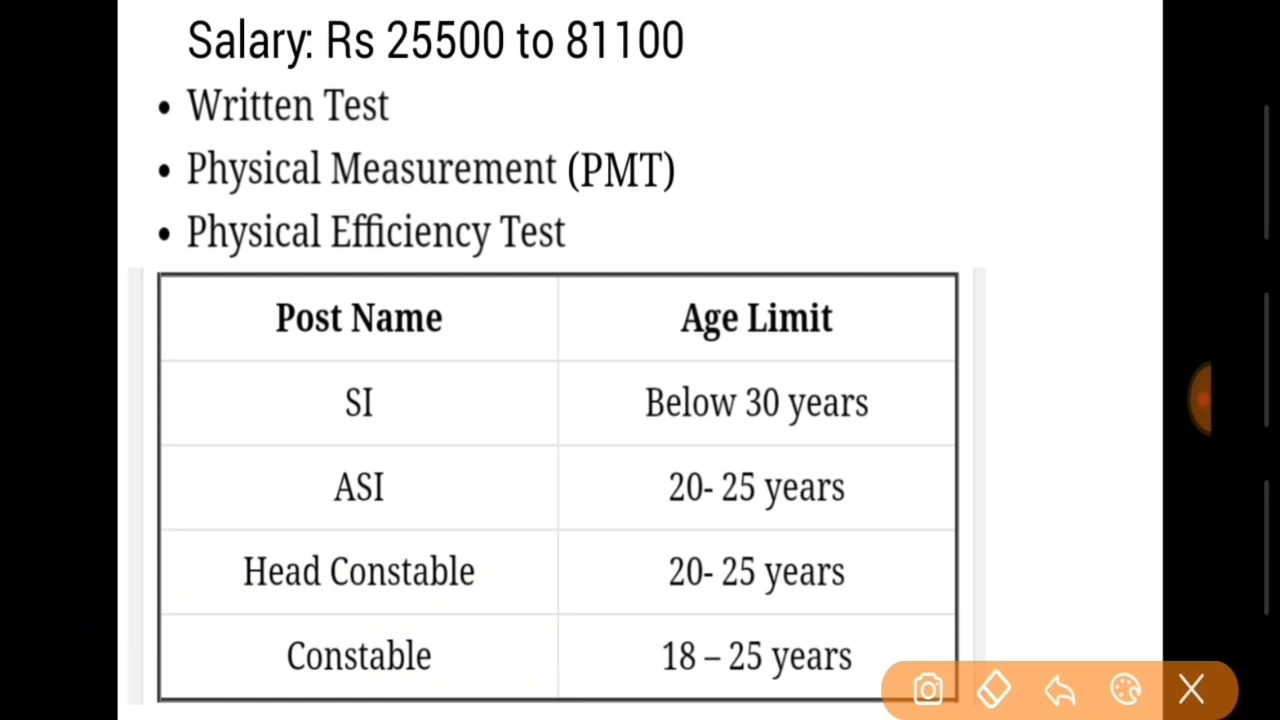 Salary: Rs 25500 to 81100
• Written Test
• Physical Measurement (PMT)
• Physical Efficiency Test
Post Name Age Limit
SI Below 30 years
ASI 20- 25 years
Head Constable 20- 25 years
Constable 18 – 25 years